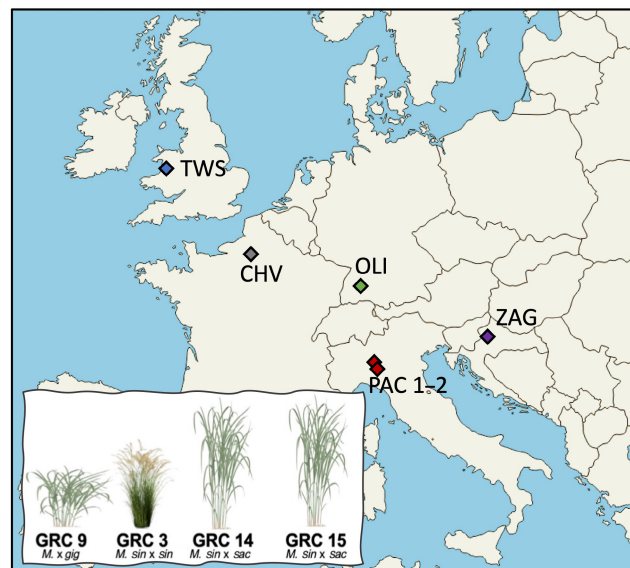 TWS
CHV
OLI
ZAG
PAC 1–2
GRC 9 GRC 3 GRC 14 GRC 15
M. x gig M. sin x sin M. sin x sac M. sin x sac